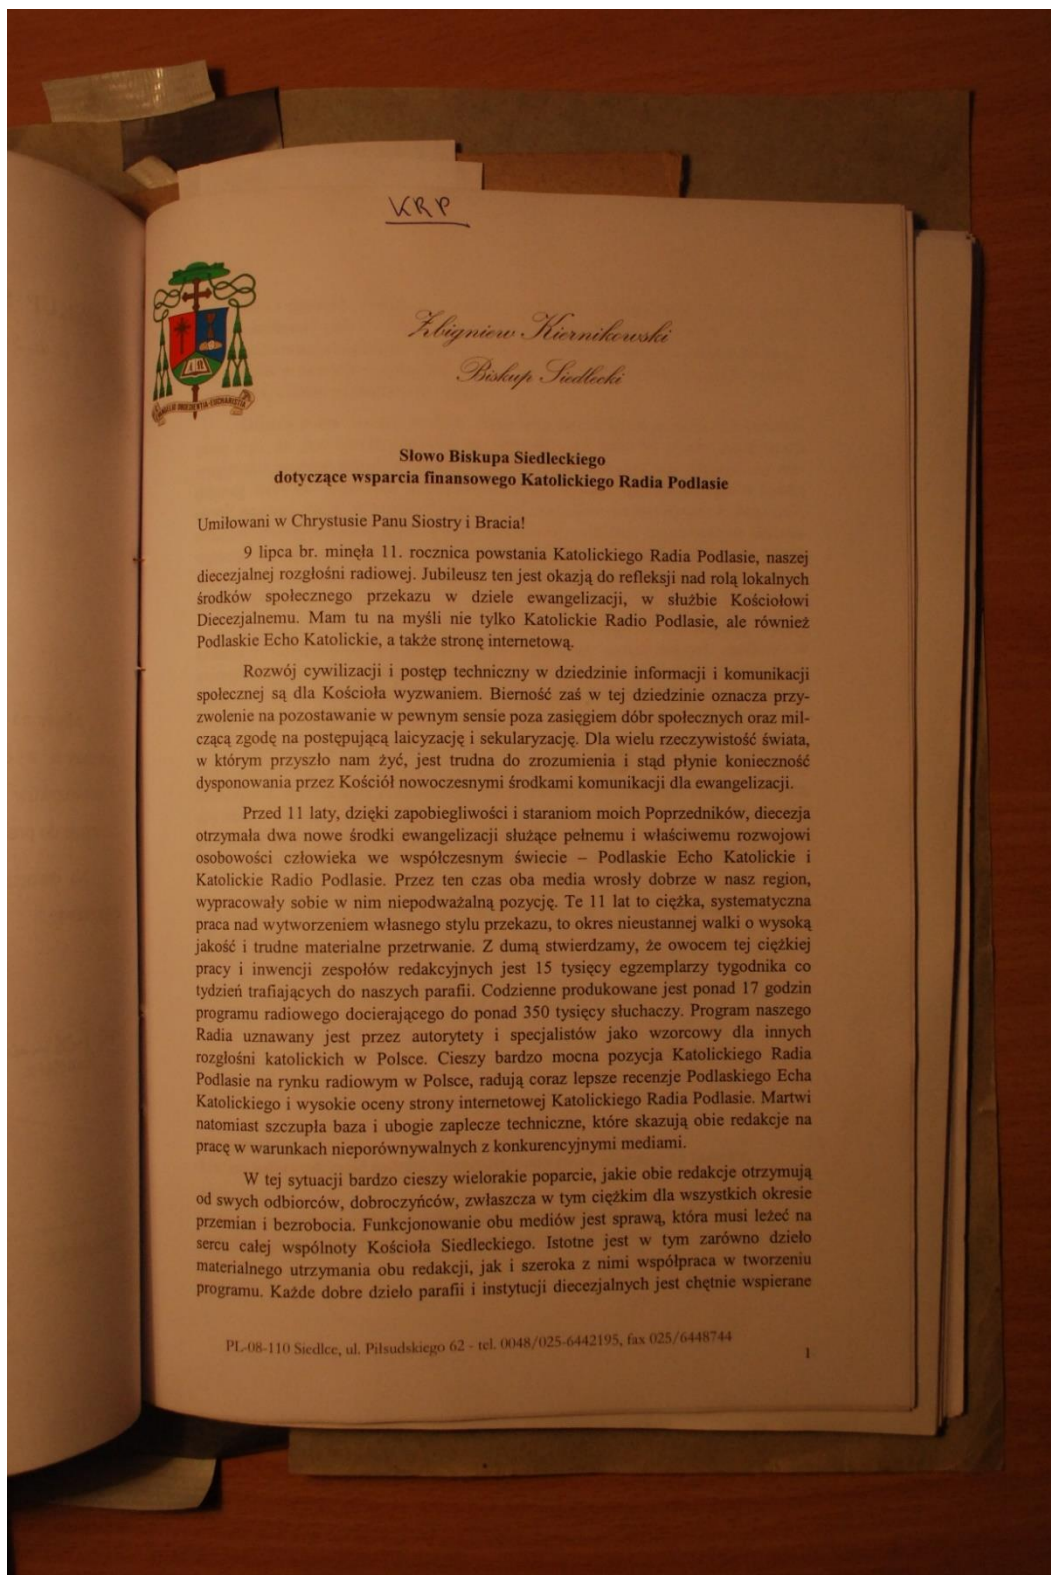 KRP
Zbigniew Kiernikowski
Biskup Siedlecki
Słowo Biskupa Siedleckiego
dotyczące wsparcia finansowego Katolickiego Radia Podlasie
Umiłowani w Chrystusie Panu Siostry i Bracia!
9 lipca br. minęła 11. rocznica powstania Katolickiego Radia Podlasie, naszej
diecezjalnej rozgłośni radiowej. Jubileusz ten jest okazją do refleksji nad rolą lokalnych
środków społecznego przekazu w dziele ewangelizacji, w służbie Kościołowi
Diecezjalnemu. Mam tu na myśli nie tylko Katolickie Radio Podlasie, ale również
Podlaskie Echo Katolickie, a także stronę internetową.
Rozwój cywilizacji i postęp techniczny w dziedzinie informacji i komunikacji
społecznej są dla Kościoła wyzwaniem. Bierność zaś w tej dziedzinie oznacza przy-
zwolenie na pozostawanie w pewnym sensie poza zasięgiem dóbr społecznych oraz mil-
czącą zgodę na postępującą laicyzację i sekularyzację. Dla wielu rzeczywistość świata,
w którym przyszło nam żyć, jest trudna do zrozumienia i stąd płynie konieczność
dysponowania przez Kościół nowoczesnymi środkami komunikacji dla ewangelizacji.
Przed 11 laty, dzięki zapobiegliwości i staraniom moich Poprzedników, diecezja
otrzymała dwa nowe środki ewangelizacji służące pełnemu i właściwemu rozwojowi
osobowości człowieka we współczesnym świecie – Podlaskie Echo Katolickie i
Katolickie Radio Podlasie. Przez ten czas oba media wrosły dobrze w nasz region,
wypracowały sobie w nim niepodważalną pozycję. Te 11 lat to ciężka, systematyczna
praca nad wytworzeniem własnego stylu przekazu, to okres nieustannej walki o wysoką
jakość i trudne materialne przetrwanie. Z dumą stwierdzamy, że owocem tej ciężkiej
pracy i inwencji zespołów redakcyjnych jest 15 tysięcy egzemplarzy tygodnika co
tydzień trafiających do naszych parafii. Codzienne produkowane jest ponad 17 godzin
programu radiowego docierającego do ponad 350 tysięcy słuchaczy. Program naszego
Radia uznawany jest przez autorytety i specjalistów jako wzorcowy dla innych
rozgłośni katolickich w Polsce. Cieszy bardzo mocna pozycja Katolickiego Radia
Podlasie na rynku radiowym w Polsce, radują coraz lepsze recenzje Podlaskiego Echa
Katolickiego i wysokie oceny strony internetowej Katolickiego Radia Podlasie. Martwi
natomiast szczupła baza i ubogie zaplecze techniczne, które skazują obie redakcje na
pracę w warunkach nieporównywalnych z konkurencyjnymi mediami.
W tej sytuacji bardzo cieszy wielorakie poparcie, jakie obie redakcje otrzymują
od swych odbiorców, dobroczyńców, zwłaszcza w tym ciężkim dla wszystkich okresie
przemian i bezrobocia. Funkcjonowanie obu mediów jest sprawą, która musi leżeć na
sercu całej wspólnoty Kościoła Siedleckiego. Istotne jest w tym zarówno dzieło
materialnego utrzymania obu redakcji, jak i szeroka z nimi współpraca w tworzeniu
programu. Każde dobre dzieło parafii i instytucji diecezjalnych jest chętnie wspierane
PL-08-110 Siedlce, ul. Piłsudskiego 62 - tel. 0048/025-6442195, fax 025/6448744
1